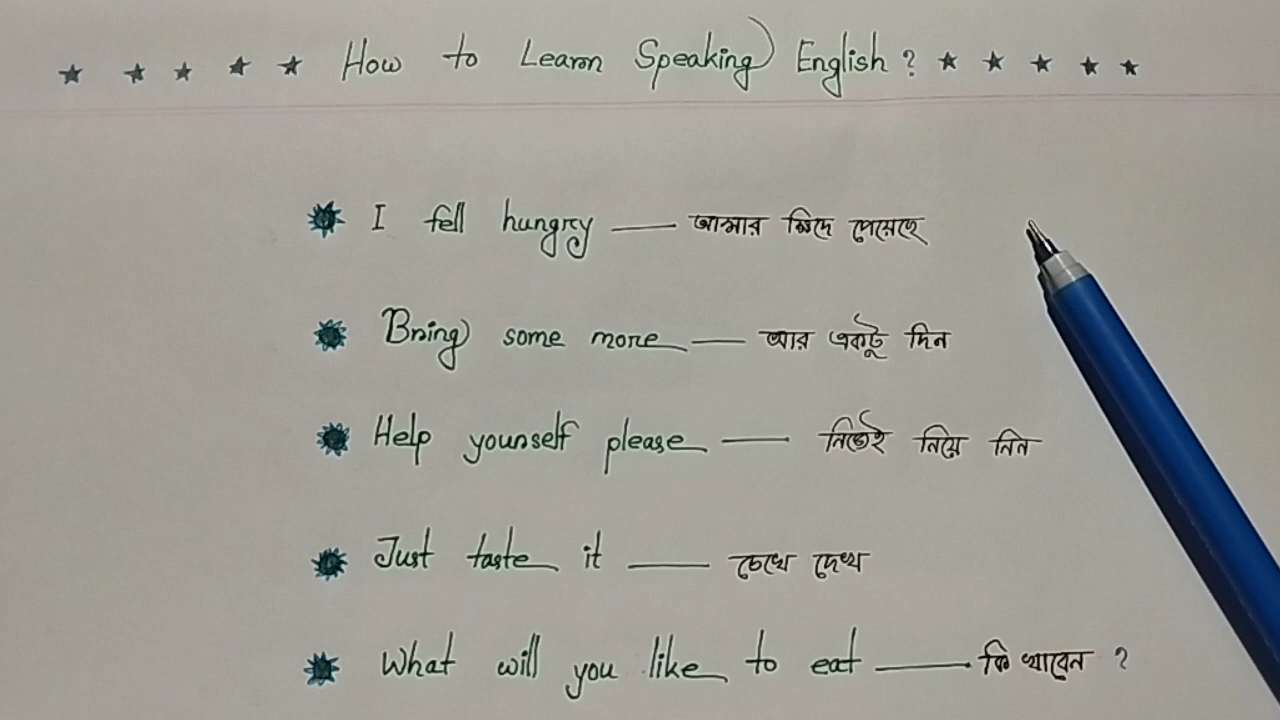 How to Learn Speaking English?
I fell hungry — আমার খিদে পেয়েছে
Bring some more — আর একটু দিন
Help yourself please — নিজেই নিয়ে নিন
Just taste it — চেখে দেখ
What will you like to eat — কি খাবেন ?